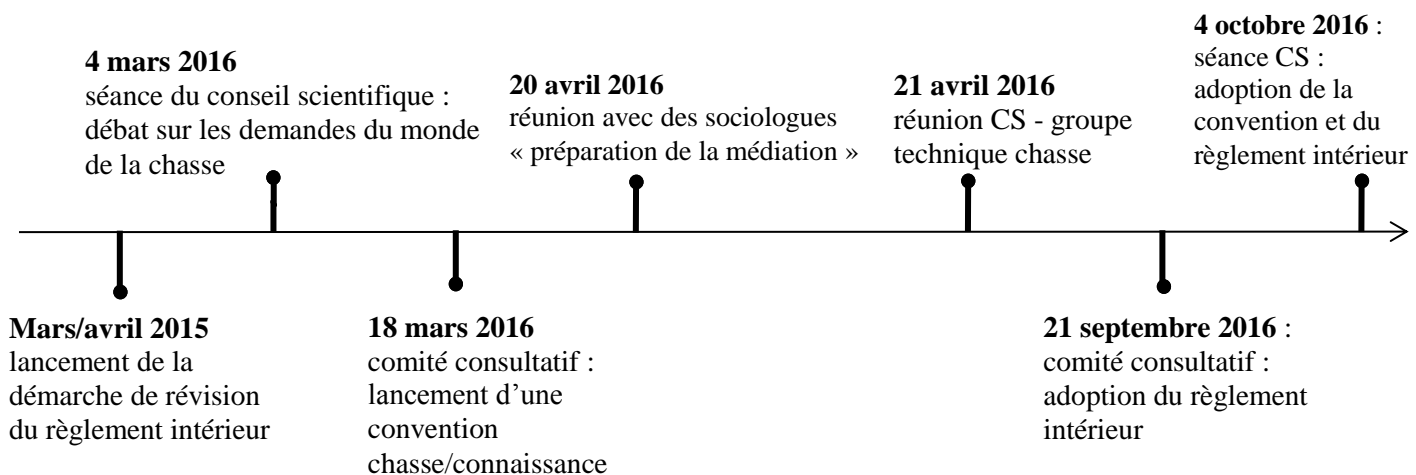 4 mars 2016
séance du conseil scientifique :
débat sur les demandes du monde
de la chasse
20 avril 2016
réunion avec des sociologues
« préparation de la médiation »
21 avril 2016
réunion CS - groupe
technique chasse
4 octobre 2016 :
séance CS :
adoption de la
convention et du
règlement intérieur
Mars/avril 2015
lancement de la
démarche de révision
du règlement intérieur
18 mars 2016
comité consultatif :
lancement d’une
convention
chasse/connaissance
21 septembre 2016 :
comité consultatif :
adoption du règlement
intérieur